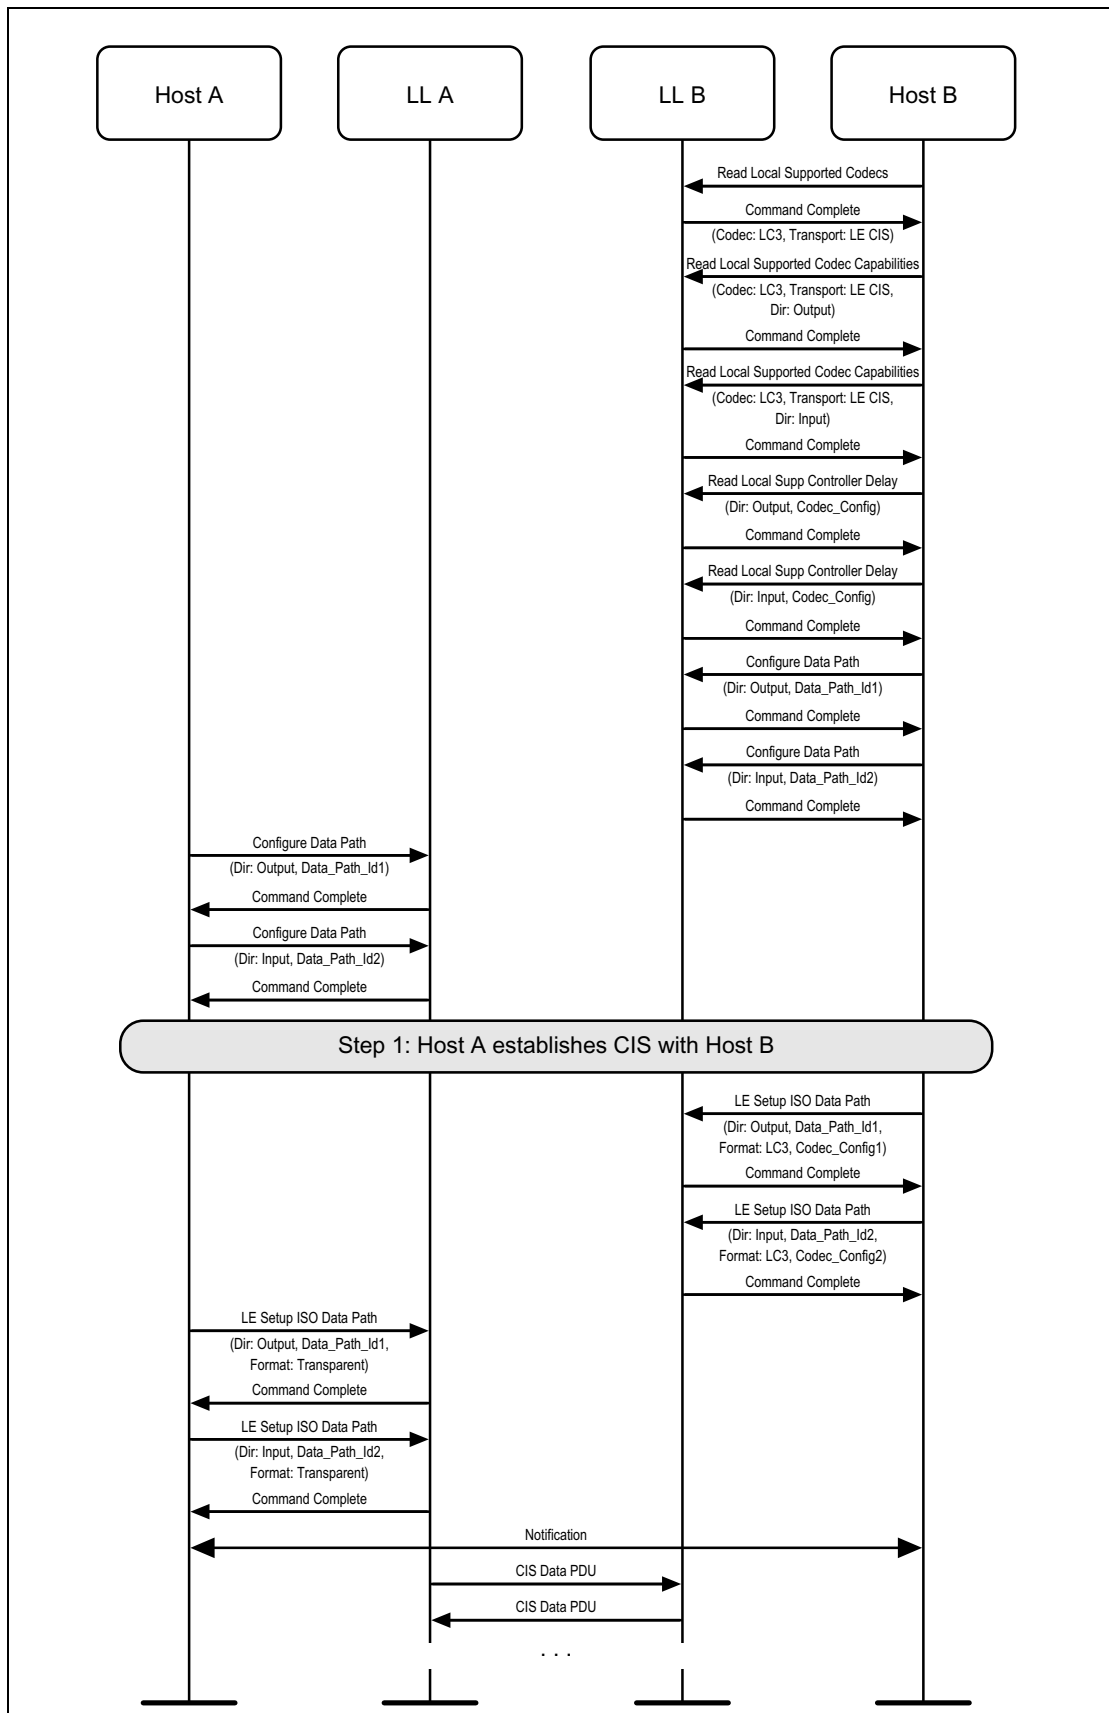 Host A
LL A
LL B
Host B
Read Local Supported Codecs
Command Complete
(Codec: LC3, Transport: LE CIS)
Read Local Supported Codec Capabilities
(Codec: LC3, Transport: LE CIS,
Dir: Output)
Command Complete
Read Local Supported Codec Capabilities
(Codec: LC3, Transport: LE CIS,
Dir: Input)
Command Complete
Read Local Supp Controller Delay
(Dir: Output, Codec_Config)
Command Complete
Read Local Supp Controller Delay
(Dir: Input, Codec_Config)
Command Complete
Configure Data Path
(Dir: Output, Data_Path_Id1)
Command Complete
Configure Data Path
(Dir: Input, Data_Path_Id2)
Command Complete
Configure Data Path
(Dir: Output, Data_Path_Id1)
Command Complete
Configure Data Path
(Dir: Input, Data_Path_Id2)
Command Complete
Step 1: Host A establishes CIS with Host B
LE Setup ISO Data Path
(Dir: Output, Data_Path_Id1,
Format: LC3, Codec_Config1)
Command Complete
LE Setup ISO Data Path
(Dir: Input, Data_Path_Id2,
Format: LC3, Codec_Config2)
Command Complete
LE Setup ISO Data Path
(Dir: Output, Data_Path_Id1,
Format: Transparent)
Command Complete
LE Setup ISO Data Path
(Dir: Input, Data_Path_Id2,
Format: Transparent)
Command Complete
Notification
CIS Data PDU
CIS Data PDU
. . .